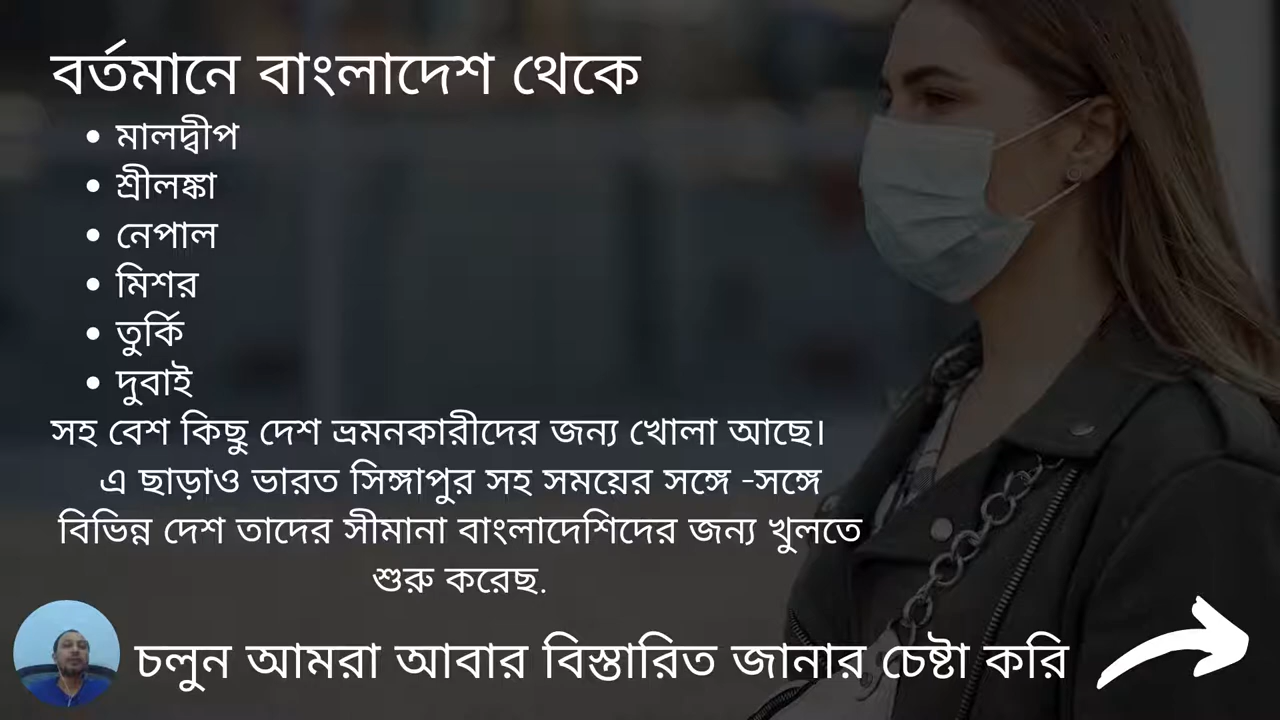 বর্তমানে বাংলাদেশ থেকে
• মালদ্বীপ
• শ্রীলঙ্কা
• নেপাল
• মিশর
• তুর্কি
• দুবাই
সহ বেশ কিছু দেশ ভ্রমনকারীদের জন্য খোলা আছে।
এ ছাড়াও ভারত সিঙ্গাপুর সহ সময়ের সঙ্গে -সঙ্গে
বিভিন্ন দেশ তাদের সীমানা বাংলাদেশিদের জন্য খুলতে
শুরু করেছ.
চলুন আমরা আবার বিস্তারিত জানার চেষ্টা করি